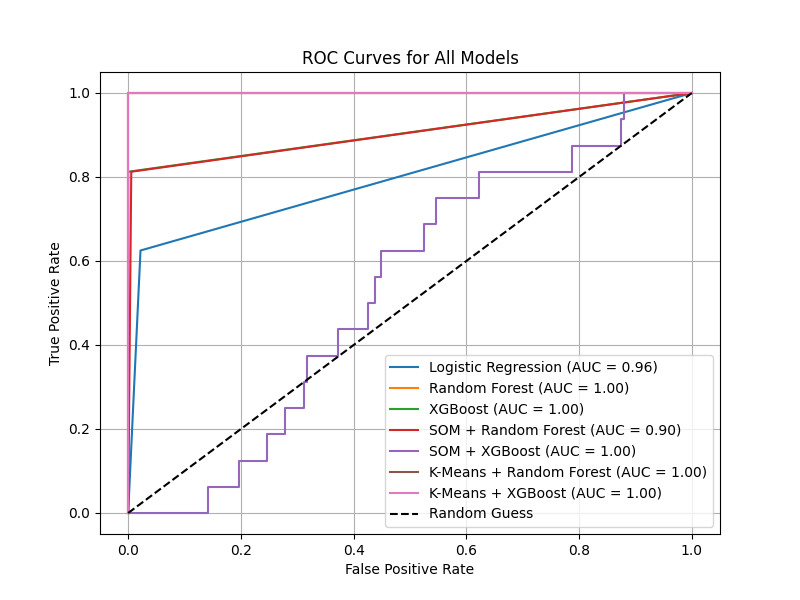 ROC Curves for All Models
True Positive Rate
1.0
0.8
0.6
0.4
0.2
0.0
Logistic Regression (AUC = 0.96)
Random Forest (AUC = 1.00)
XGBoost (AUC = 1.00)
SOM + Random Forest (AUC = 0.90)
SOM + XGBoost (AUC = 1.00)
K-Means + Random Forest (AUC = 1.00)
K-Means + XGBoost (AUC = 1.00)
Random Guess
0.0 0.2 0.4 0.6 0.8 1.0
False Positive Rate